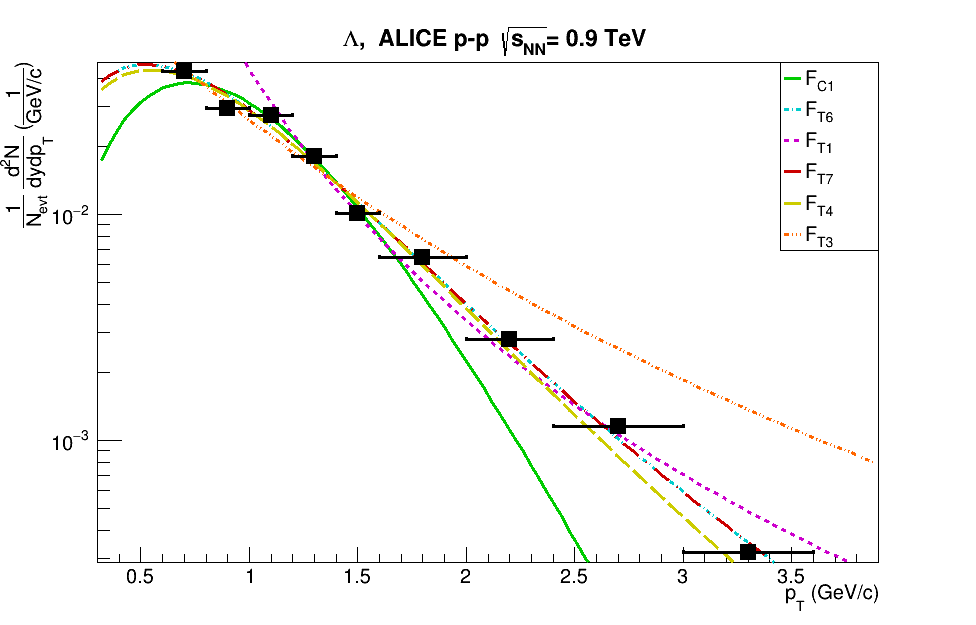 Λ, ALICE p-p √s_NN = 0.9 TeV
1/N_evt d²N/dydp_T (1/GeV/c)
10⁻²
10⁻³
F_C1
F_T6
F_T1
F_T7
F_T4
F_T3
0.5 1 1.5 2 2.5 3 3.5
p_T (GeV/c)